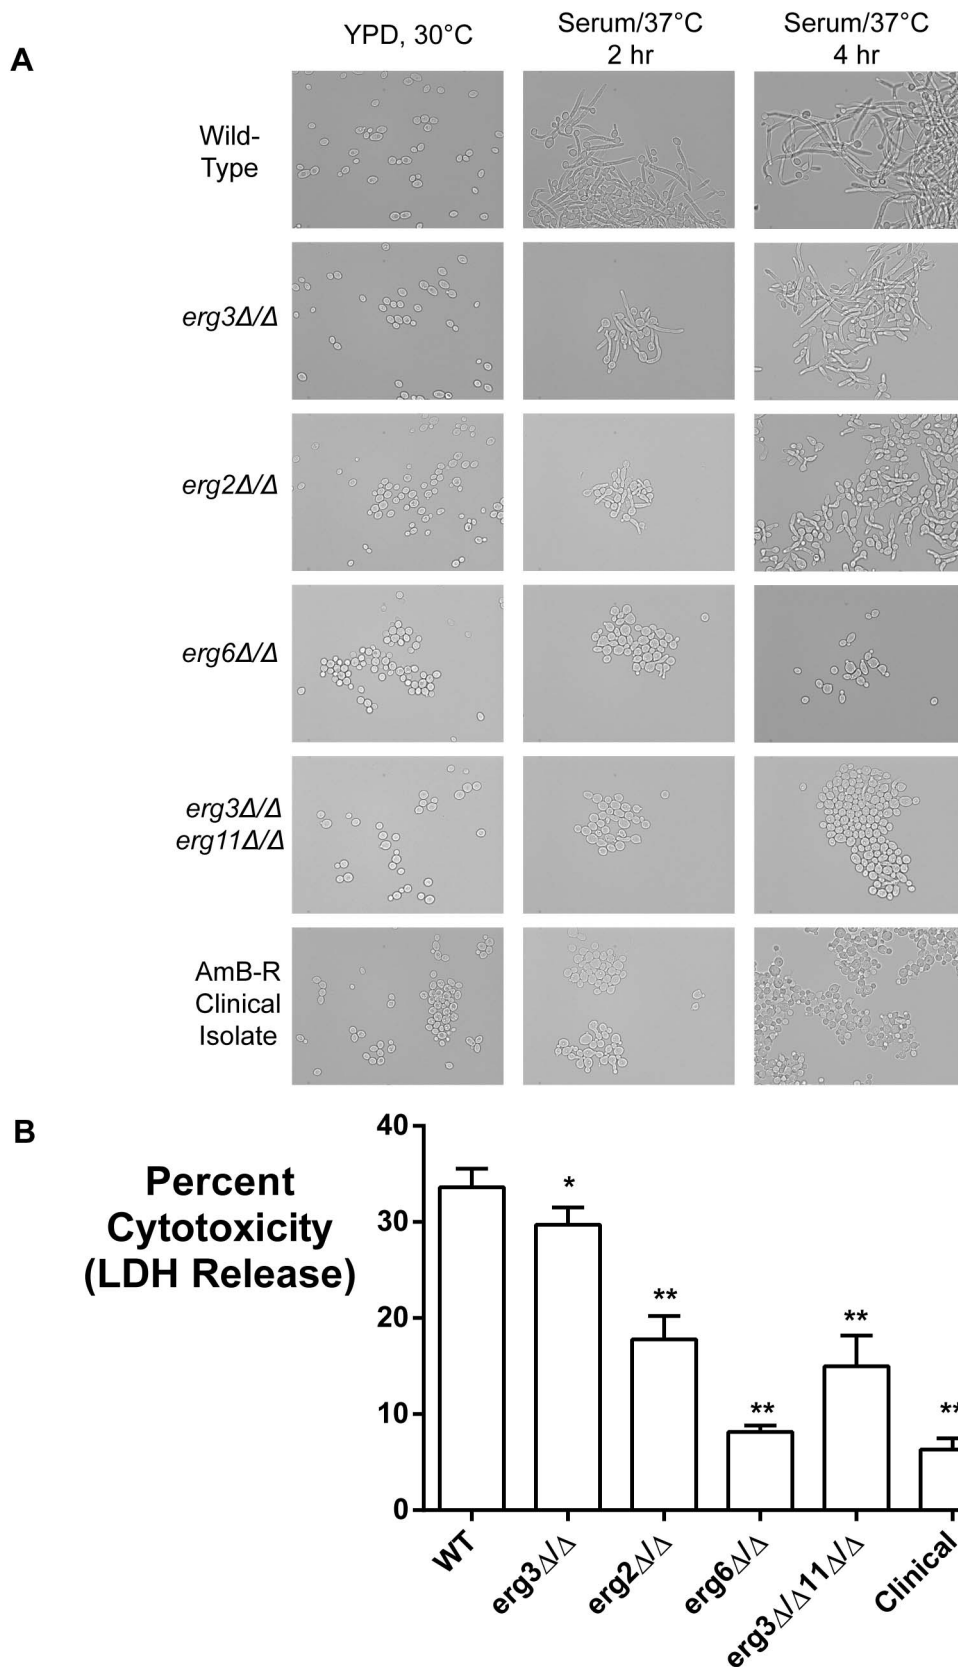 A
YPD, 30°C
Serum/37°C
2 hr
Serum/37°C
4 hr
Wild-
Type
erg3Δ/Δ
erg2Δ/Δ
erg6Δ/Δ
erg3Δ/Δ
erg11Δ/Δ
AmB-R
Clinical
Isolate
B
Percent
Cytotoxicity
(LDH Release)
40
30
20
10
0
*
**
**
**
**
WT
erg3Δ/Δ
erg2Δ/Δ
erg6Δ/Δ
erg3Δ/Δ11Δ/Δ
Clinical